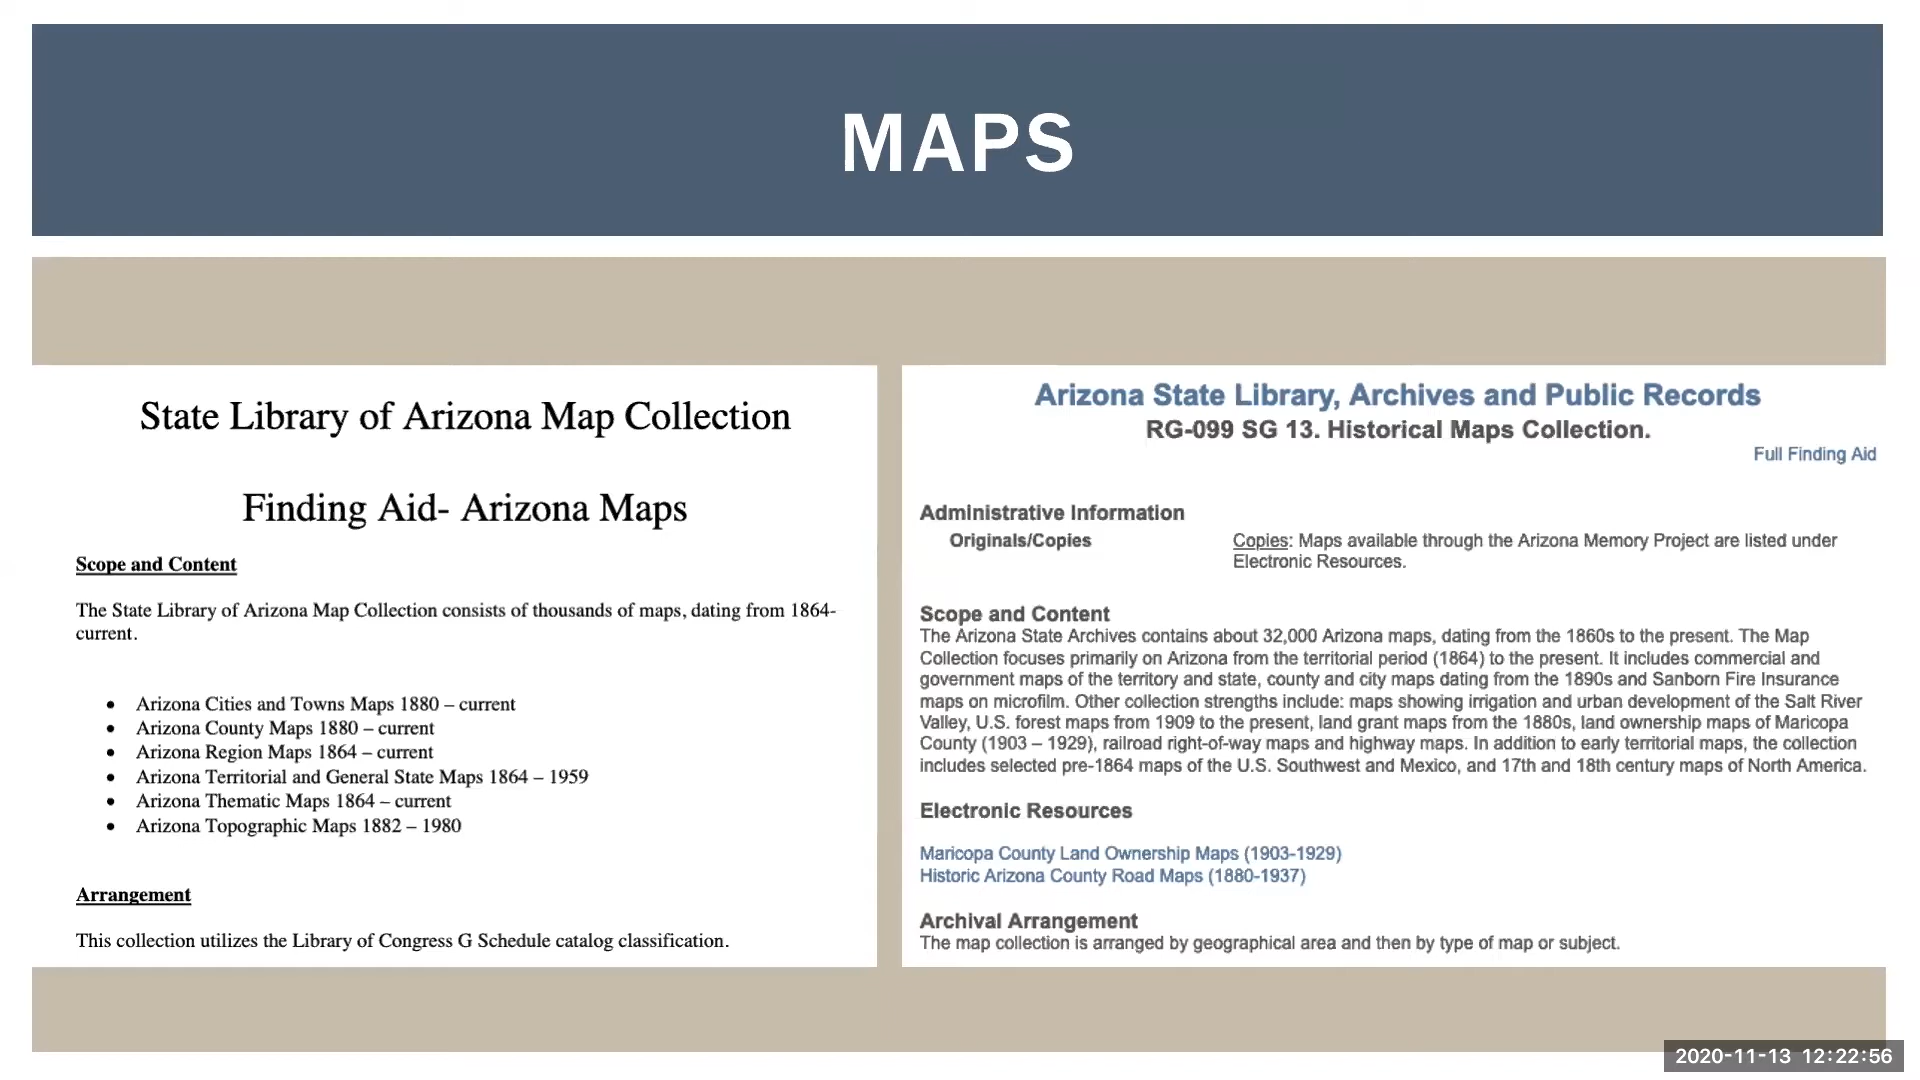 MAPS
State Library of Arizona Map Collection
Finding Aid- Arizona Maps
Scope and Content
The State Library of Arizona Map Collection consists of thousands of maps, dating from 1864-
current.
• Arizona Cities and Towns Maps 1880 – current
• Arizona County Maps 1880 – current
• Arizona Region Maps 1864 – current
• Arizona Territorial and General State Maps 1864 – 1959
• Arizona Thematic Maps 1864 – current
• Arizona Topographic Maps 1882 – 1980
Arrangement
This collection utilizes the Library of Congress G Schedule catalog classification.
Arizona State Library, Archives and Public Records
RG-099 SG 13. Historical Maps Collection.
Full Finding Aid
Administrative Information
Originals/Copies
Copies: Maps available through the Arizona Memory Project are listed under
Electronic Resources.
Scope and Content
The Arizona State Archives contains about 32,000 Arizona maps, dating from the 1860s to the present. The Map
Collection focuses primarily on Arizona from the territorial period (1864) to the present. It includes commercial and
government maps of the territory and state, county and city maps dating from the 1890s and Sanborn Fire Insurance
maps on microfilm. Other collection strengths include: maps showing irrigation and urban development of the Salt River
Valley, U.S. forest maps from 1909 to the present, land grant maps from the 1880s, land ownership maps of Maricopa
County (1903 – 1929), railroad right-of-way maps and highway maps. In addition to early territorial maps, the collection
includes selected pre-1864 maps of the U.S. Southwest and Mexico, and 17th and 18th century maps of North America.
Electronic Resources
Maricopa County Land Ownership Maps (1903-1929)
Historic Arizona County Road Maps (1880-1937)
Archival Arrangement
The map collection is arranged by geographical area and then by type of map or subject.
2020-11-13 12:22:56